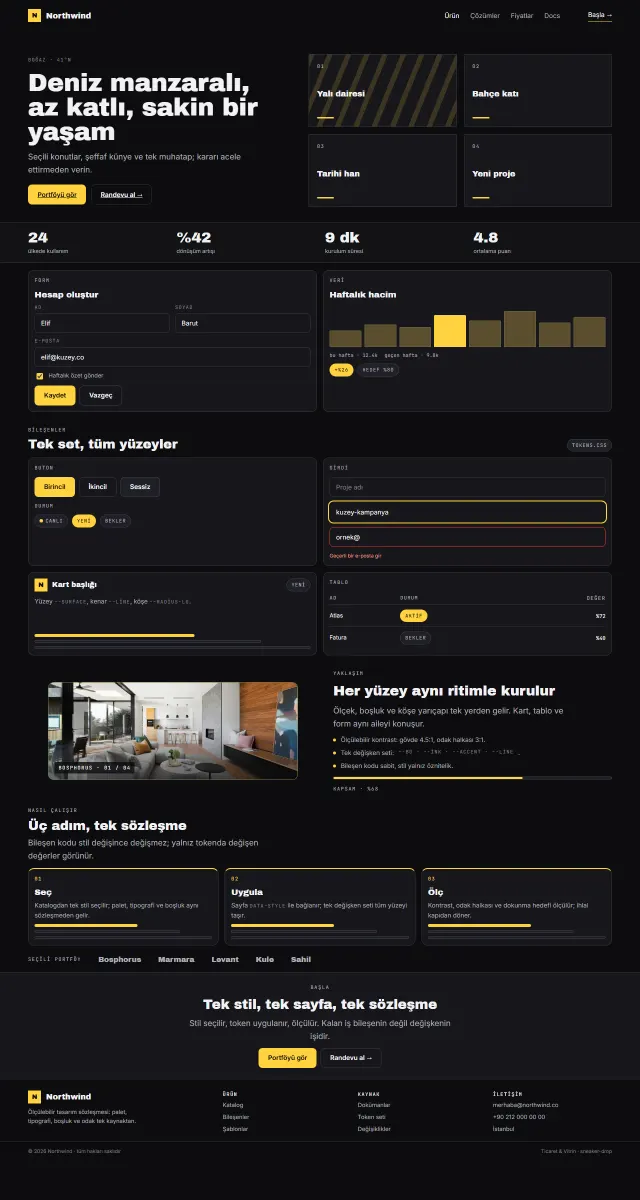 N Northwind
Ürün Çözümler Fiyatlar Docs Başla →
BOĞAZ · 41°N
Deniz manzaralı,
az katlı, sakin bir
yaşam
Seçili konutlar, şeffaf künye ve tek muhatap; kararı acele
ettirmeden verin.
Portföyü gör Randevu al →
01
Yalı dairesi
02
Bahçe katı
03
Tarihi han
04
Yeni proje
24
ülkede kullanım
%42
dönüşüm artışı
9 dk
kurulum süresi
4.8
ortalama puan
FORM
Hesap oluştur
AD SOYAD
Elif Barut
E-POSTA
elif@kuzey.co
Haftalık özet gönder
Kaydet Vazgeç
VERİ
Haftalık hacim
bu hafta · 12.4k geçen hafta · 9.8k
+%26 HEDEF %80
BİLEŞENLER
Tek set, tüm yüzeyler
TOKENS.CSS
BUTON
Birincil İkincil Sessiz
DURUM
CANLI YENİ BEKLER
GİRDİ
Proje adı
kuzey-kampanya
ornek@
Geçerli bir e-posta gir
N Kart başlığı YENİ
Yüzey --SURFACE, kenar --LINE, köşe --RADIUS-LG.
TABLO
AD DURUM DEĞER
Atlas AKTİF %72
Fatura BEKLER %40
BOSPHORUS · 01 / 04
YAKLAŞIM
Her yüzey aynı ritimle kurulur
Ölçek, boşluk ve köşe yarıçapı tek yerden gelir. Kart, tablo ve
form aynı aileyi konuşur.
Ölçülebilir kontrast: gövde 4.5:1, odak halkası 3:1.
Tek değişken seti: --BG · --INK · --ACCENT · --LINE .
Bileşen kodu sabit, stil yalnız öznitelik.
KAPSAM · %68
NASIL ÇALIŞIR
Üç adım, tek sözleşme
Bileşen kodu stil değişince değişmez; yalnız tokenda değişen
değerler görünür.
01
Seç
Katalogdan tek stil seçilir; palet, tipografi ve boşluk aynı
sözleşmeden gelir.
02
Uygula
Sayfa DATA-STYLE ile bağlanır; tek değişken seti tüm yüzeyi
taşır.
03
Ölç
Kontrast, odak halkası ve dokunma hedefi ölçülür; ihlal
kapıdan döner.
SEÇİLİ PORTFÖY Bosphorus Marmara Levant Kule Sahil
BAŞLA
Tek stil, tek sayfa, tek sözleşme
Stil seçilir, token uygulanır, ölçülür. Kalan iş bileşenin değil değişkenin
işidir.
Portföyü gör Randevu al →
N Northwind
Ölçülebilir tasarım sözleşmesi: palet,
tipografi, boşluk ve odak tek kaynaktan.
ÜRÜN
Katalog
Bileşenler
Şablonlar
KAYNAK
Dokümanlar
Token seti
Değişiklikler
İLETİŞİM
merhaba@northwind.co
+90 212 000 00 00
İstanbul
© 2026 Northwind · tüm hakları saklıdır
Ticaret & Vitrin · sneaker-drop